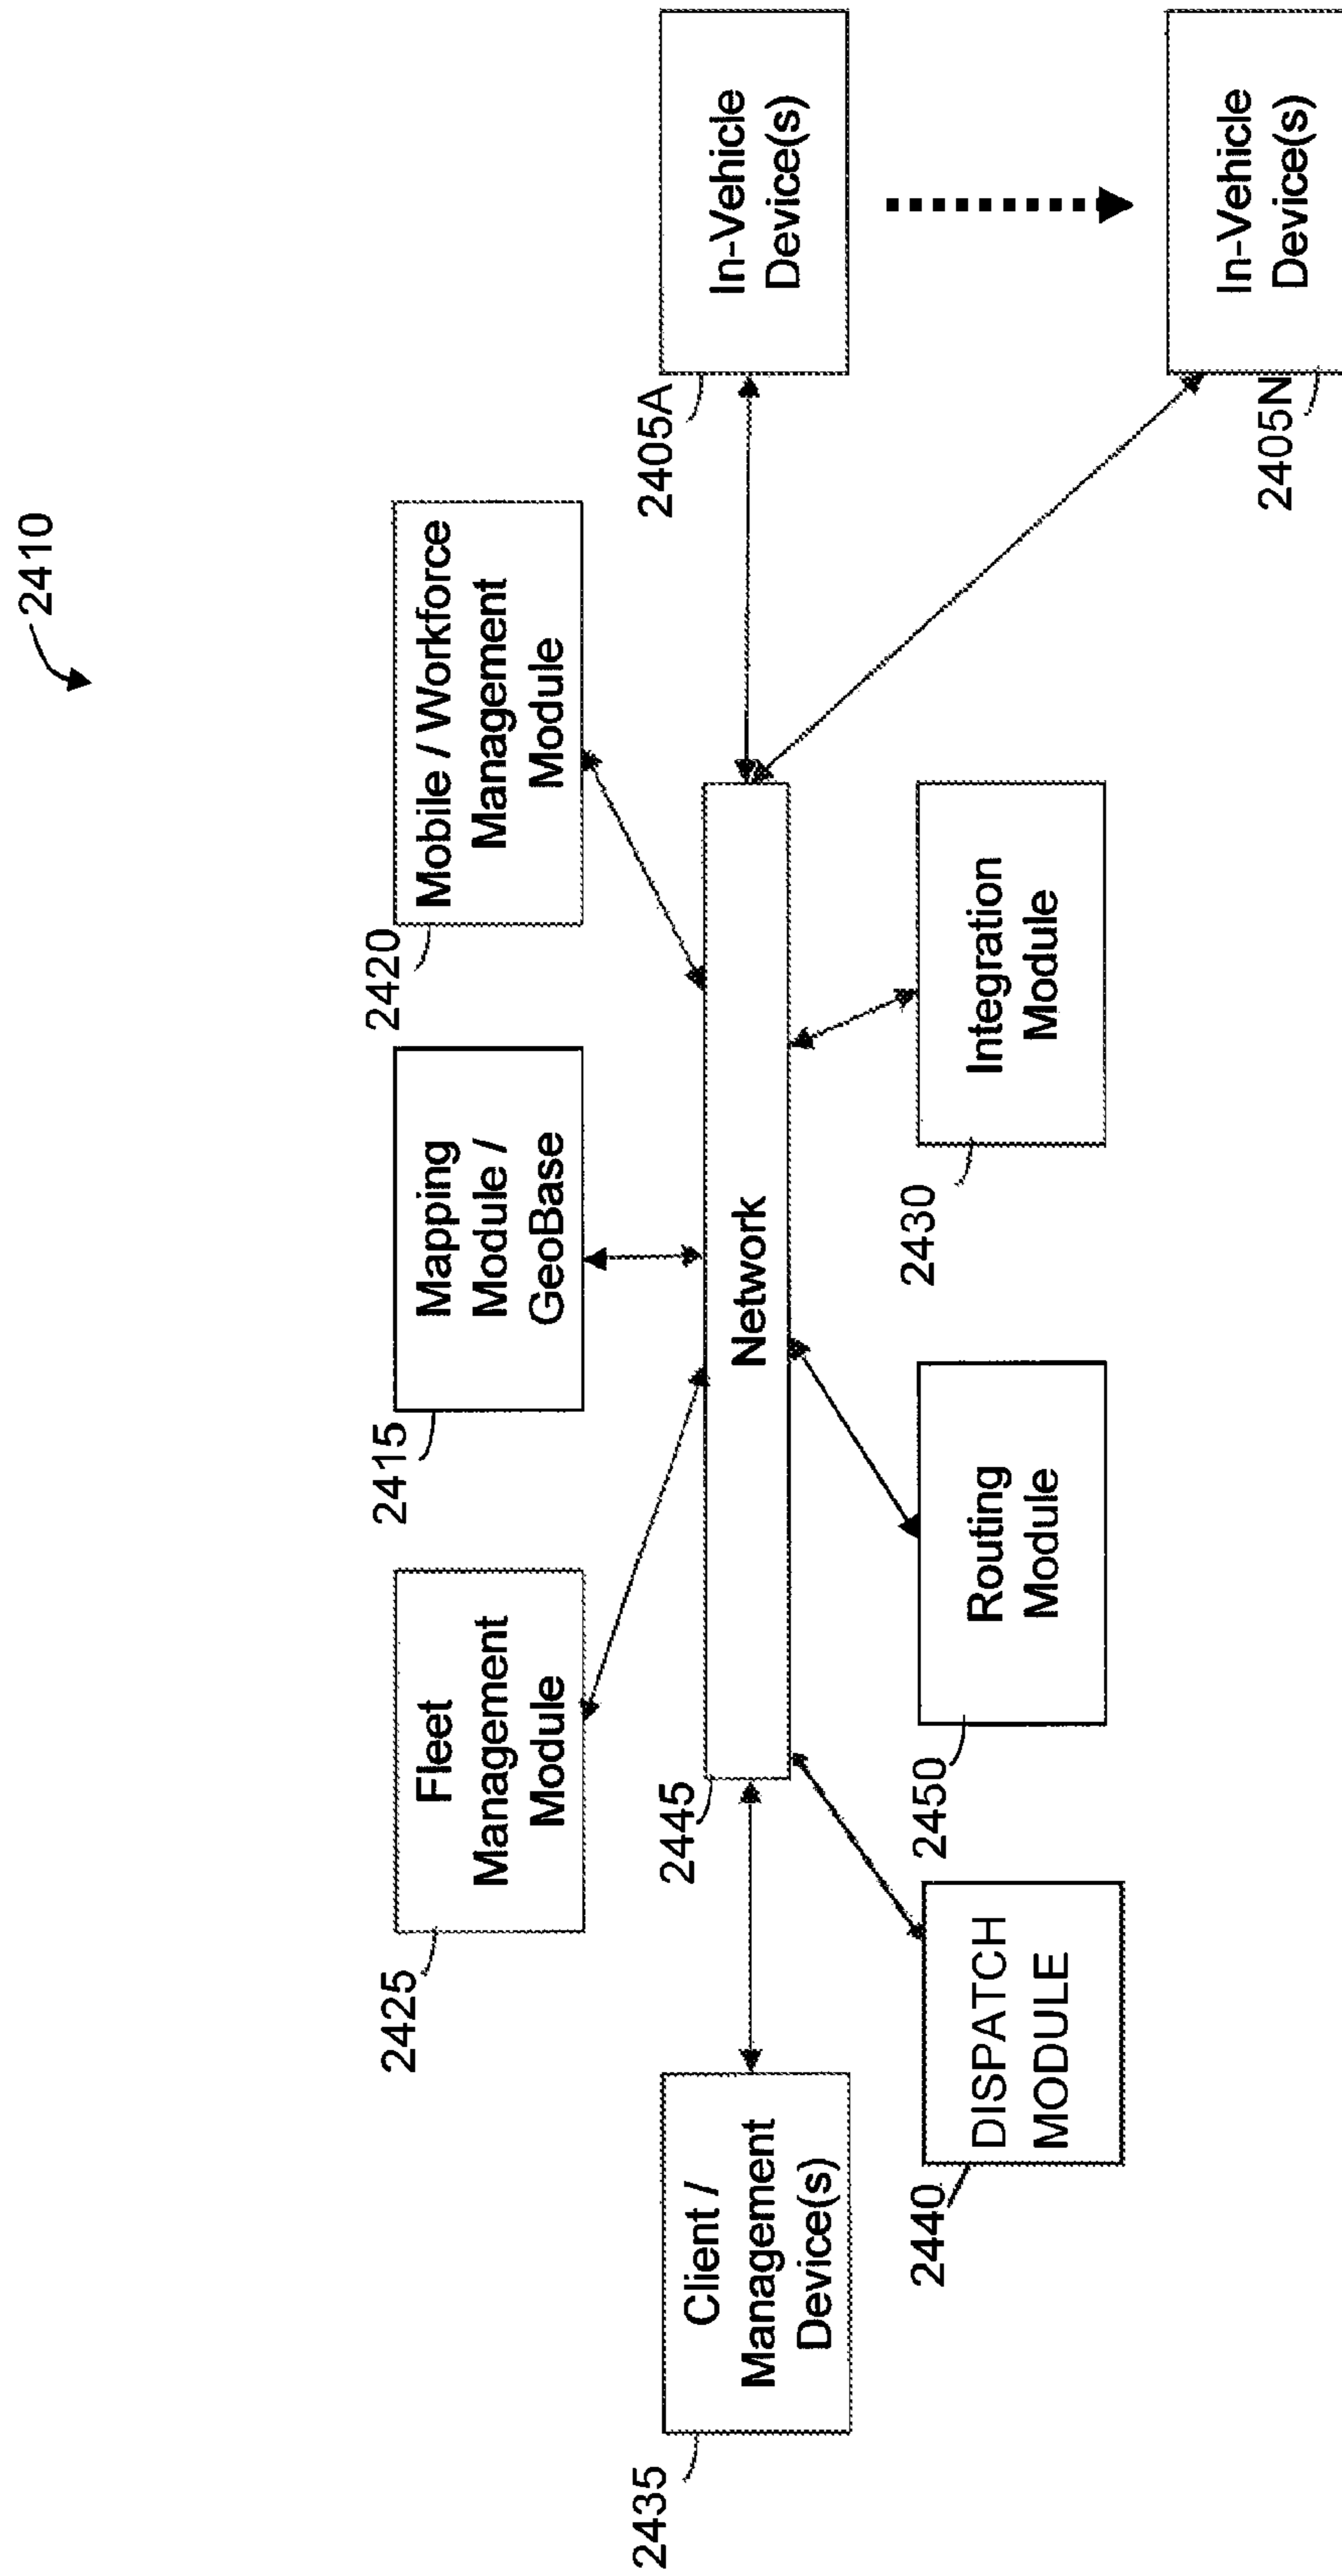 2410
2425
Fleet
Management
Module
2415
Mapping
Module /
GeoBase
2420
Mobile / Workforce
Management
Module
2435
Client /
Management
Device(s)
2445
Network
2405A
In-Vehicle
Device(s)
2440
DISPATCH
MODULE
2450
Routing
Module
2430
Integration
Module
2405N
In-Vehicle
Device(s)